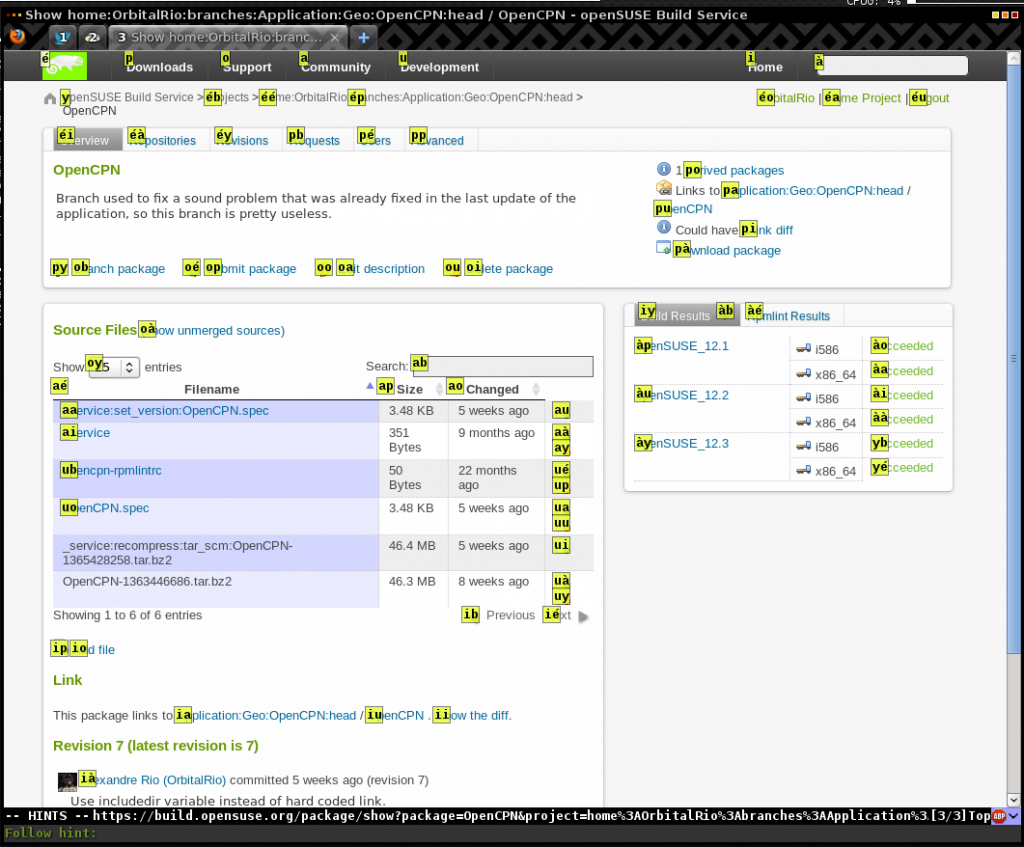 CPU0: 4%
Show home:OrbitalRio:branches:Application:Geo:OpenCPN:head / OpenCPN - openSUSE Build Service
1 2 3 Show home:OrbitalRio:branc... × +
é p Downloads o Support a Community u Development i Home à
y penSUSE Build Service > éb ojects > éé me:OrbitalRio ép anches:Application:Geo:OpenCPN:head >
OpenCPN
éo bitalRio | éa me Project | éu gout
éi erview éà positories éy visions pb quests pé ers pp vanced
OpenCPN
Branch used to fix a sound problem that was already fixed in the last update of the
application, so this branch is pretty useless.
1 po rived packages
Links to pa plication:Geo:OpenCPN:head /
pu enCPN
Could have pi nk diff
pà wnload package
py ob anch package oé op bmit package oo oa it description ou oi lete package
Source Files oà ow unmerged sources)
Show oy 5 entries
Search: ab
aé Filename ap Size ao Changed
aa ervice:set_version:OpenCPN.spec 3.48 KB 5 weeks ago au
ai ervice 351 Bytes 9 months ago aà ay
ub encpn-rpmlintrc 50 Bytes 22 months ago ué up
uo enCPN.spec 3.48 KB 5 weeks ago ua uu
_service:recompress:tar_scm:OpenCPN-
1365428258.tar.bz2 46.4 MB 5 weeks ago ui
OpenCPN-1363446686.tar.bz2 46.3 MB 8 weeks ago uà uy
Showing 1 to 6 of 6 entries
ib Previous ié xt
ip io d file
Link
This package links to ia plication:Geo:OpenCPN:head / iu enCPN . ii ow the diff.
Revision 7 (latest revision is 7)
ià exandre Rio (OrbitalRio) committed 5 weeks ago (revision 7)
Use includedir variable instead of hard coded link.
iy ild Results àb àé Rpmlint Results
àp enSUSE_12.1 i586 ào cceeded
x86_64 àa cceeded
àu enSUSE_12.2 i586 ài cceeded
x86_64 àà cceeded
ày enSUSE_12.3 i586 yb cceeded
x86_64 yé cceeded
-- HINTS -- https://build.opensuse.org/package/show?package=OpenCPN&project=home%3AOrbitalRio%3Abranches%3AApplication%3. [3/3] Top ABP
Follow hint: